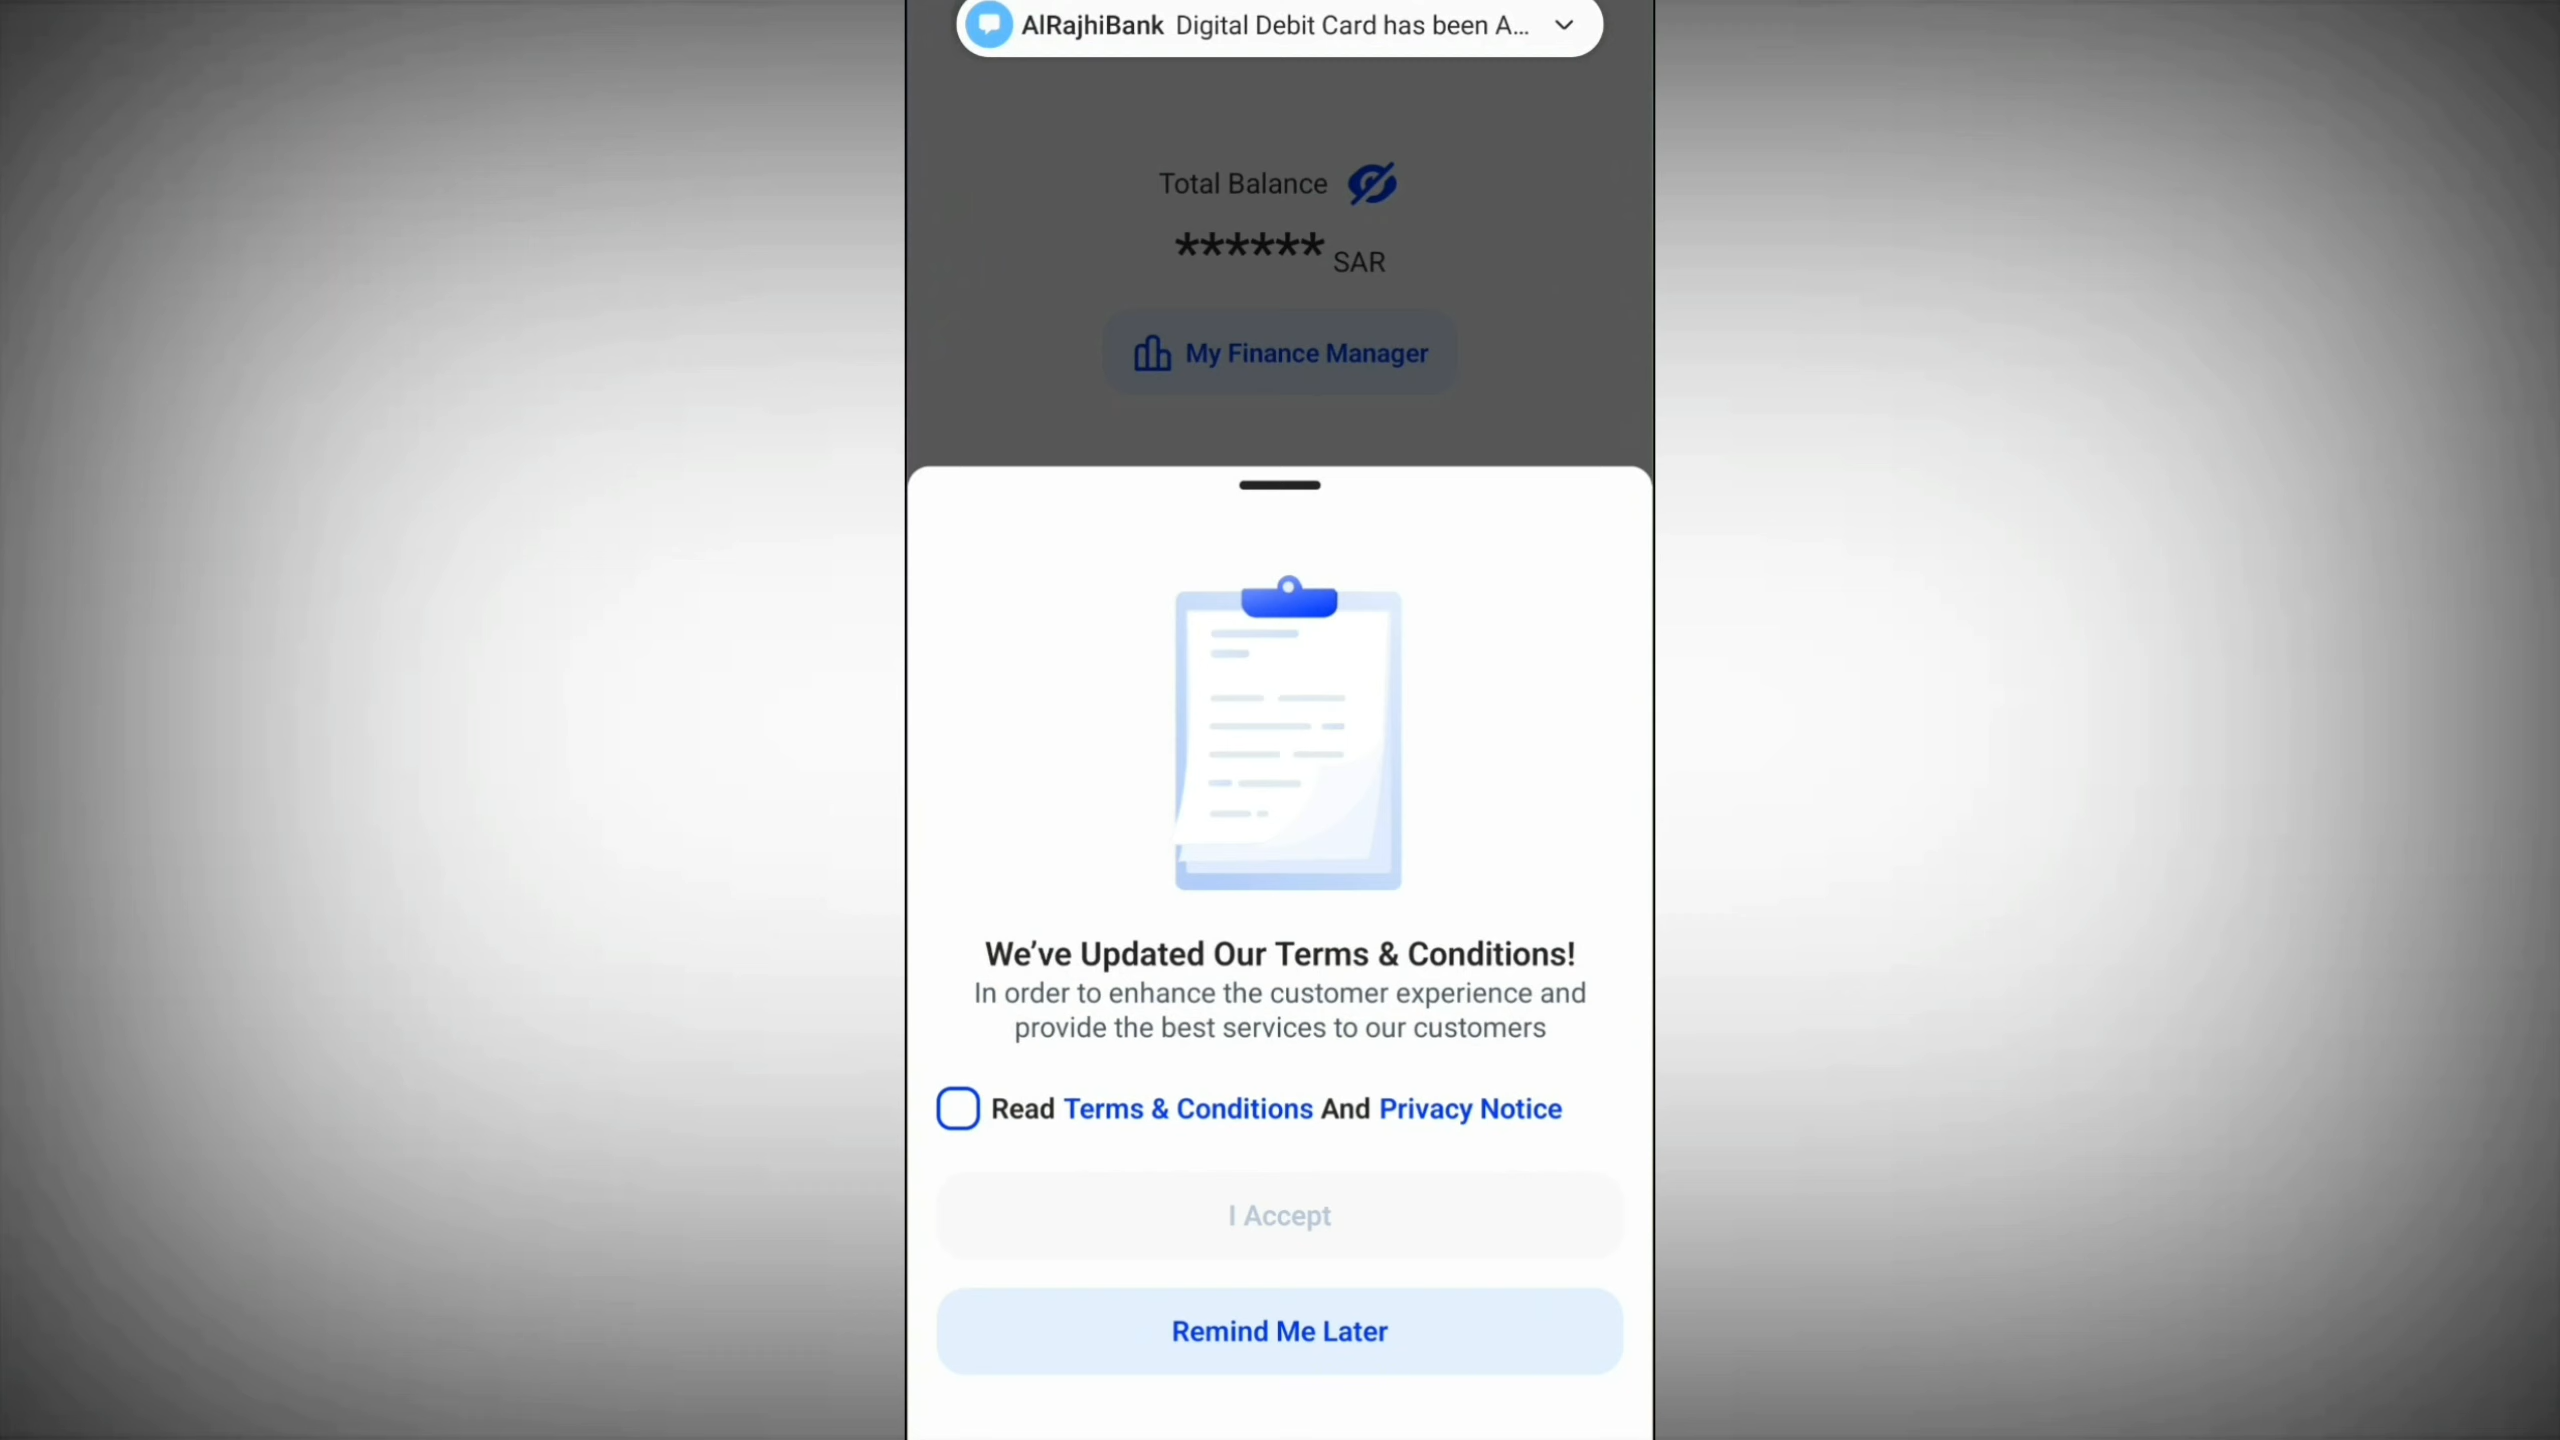 AlRajhiBank Digital Debit Card has been A...
Total Balance
****** SAR
My Finance Manager
We’ve Updated Our Terms & Conditions!
In order to enhance the customer experience and
provide the best services to our customers
Read Terms & Conditions And Privacy Notice
I Accept
Remind Me Later